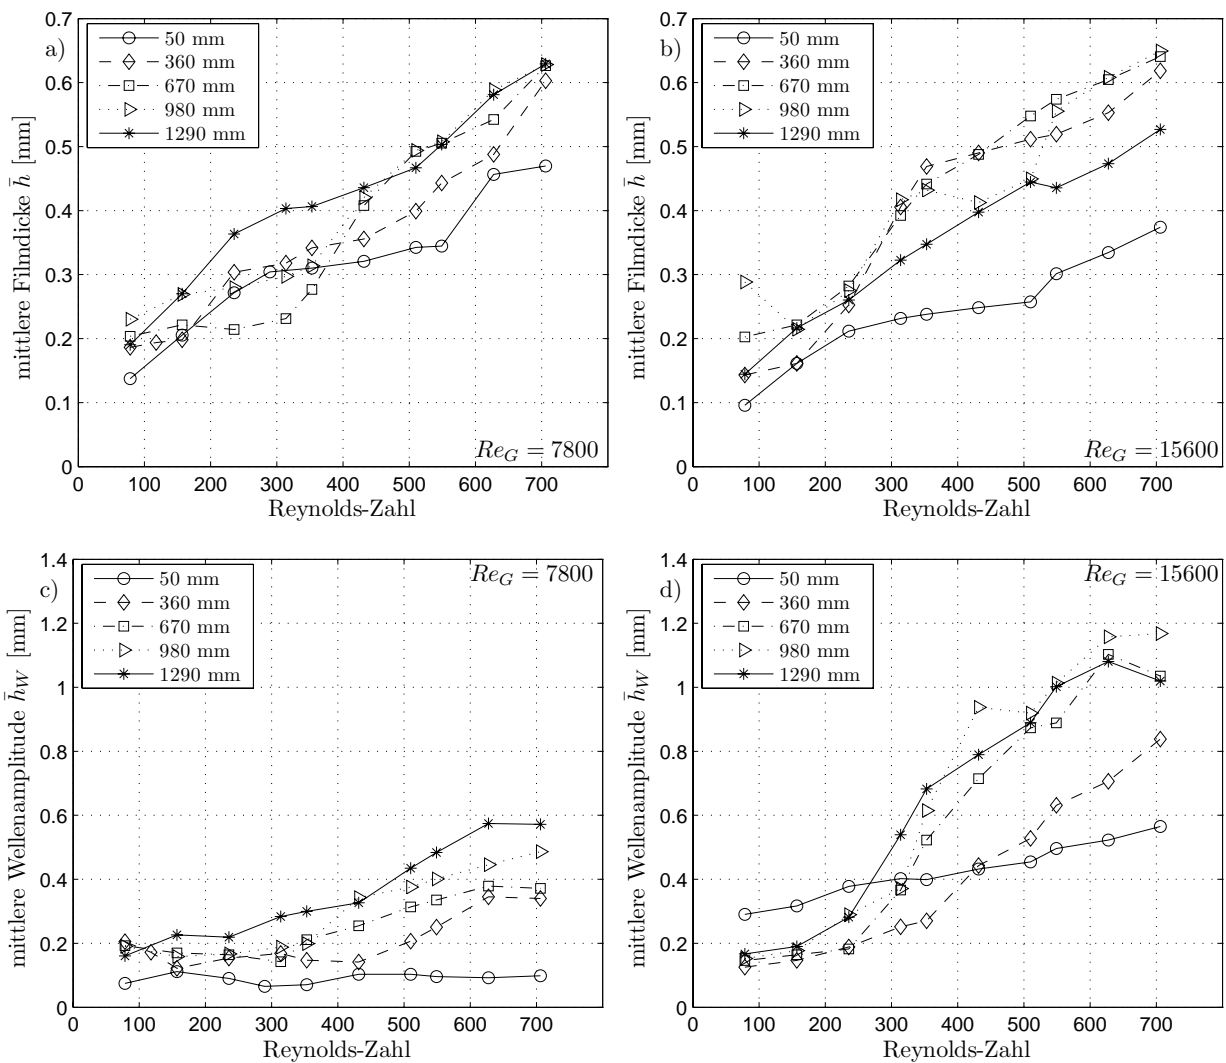 a)
50 mm
360 mm
670 mm
980 mm
1290 mm
0.7
0.6
0.5
0.4
0.3
0.2
0.1
0
mittlere Filmdicke h̄ [mm]
Re_G = 7800
0 100 200 300 400 500 600 700
Reynolds-Zahl
b)
50 mm
360 mm
670 mm
980 mm
1290 mm
0.7
0.6
0.5
0.4
0.3
0.2
0.1
0
mittlere Filmdicke h̄ [mm]
Re_G = 15600
0 100 200 300 400 500 600 700
Reynolds-Zahl
c)
50 mm
360 mm
670 mm
980 mm
1290 mm
Re_G = 7800
1.4
1.2
1
0.8
0.6
0.4
0.2
0
mittlere Wellenamplitude h̄_W [mm]
0 100 200 300 400 500 600 700
Reynolds-Zahl
d)
50 mm
360 mm
670 mm
980 mm
1290 mm
Re_G = 15600
1.4
1.2
1
0.8
0.6
0.4
0.2
0
mittlere Wellenamplitude h̄_W [mm]
0 100 200 300 400 500 600 700
Reynolds-Zahl